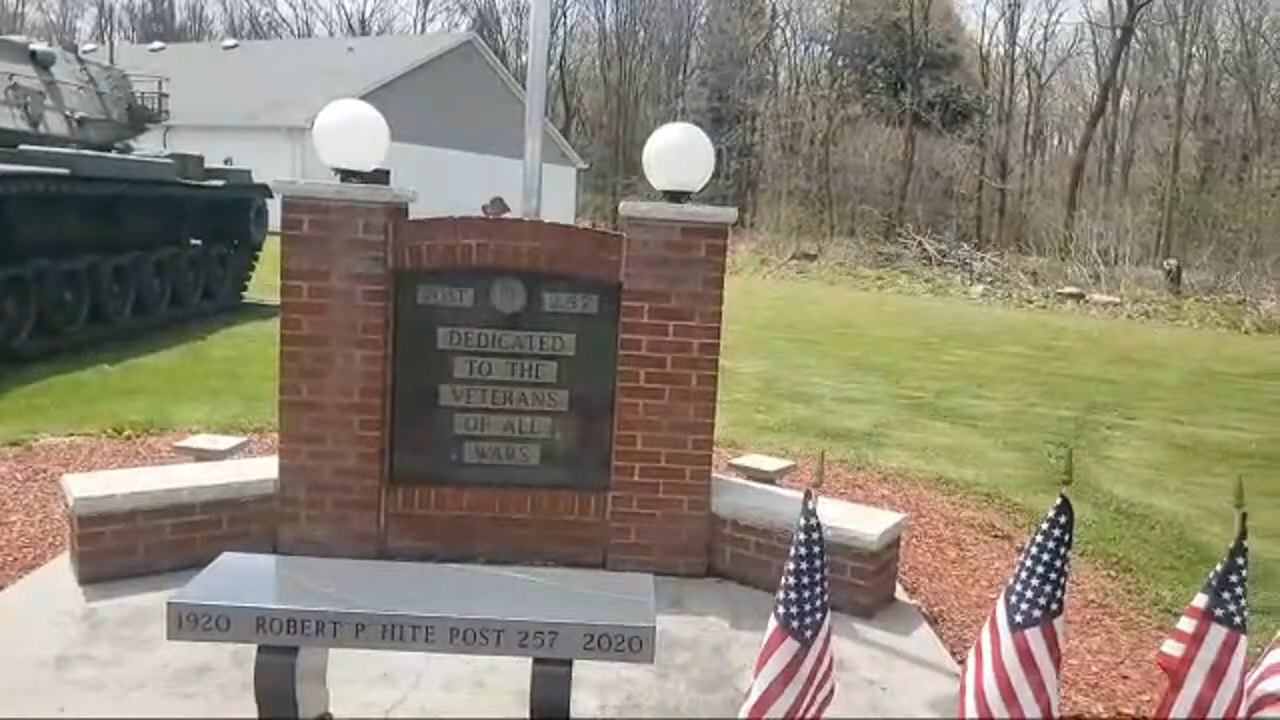 POST 257
DEDICATED
TO THE
VETERANS
OF ALL
WARS
1920 ROBERT P. HITE POST 257 2020